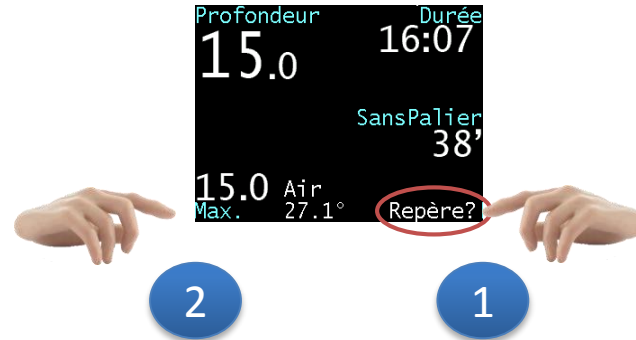 Profondeur Durée
15.0 16:07
SansPalier
38’
15.0 Air
Max. 27.1° Repère?
2 1